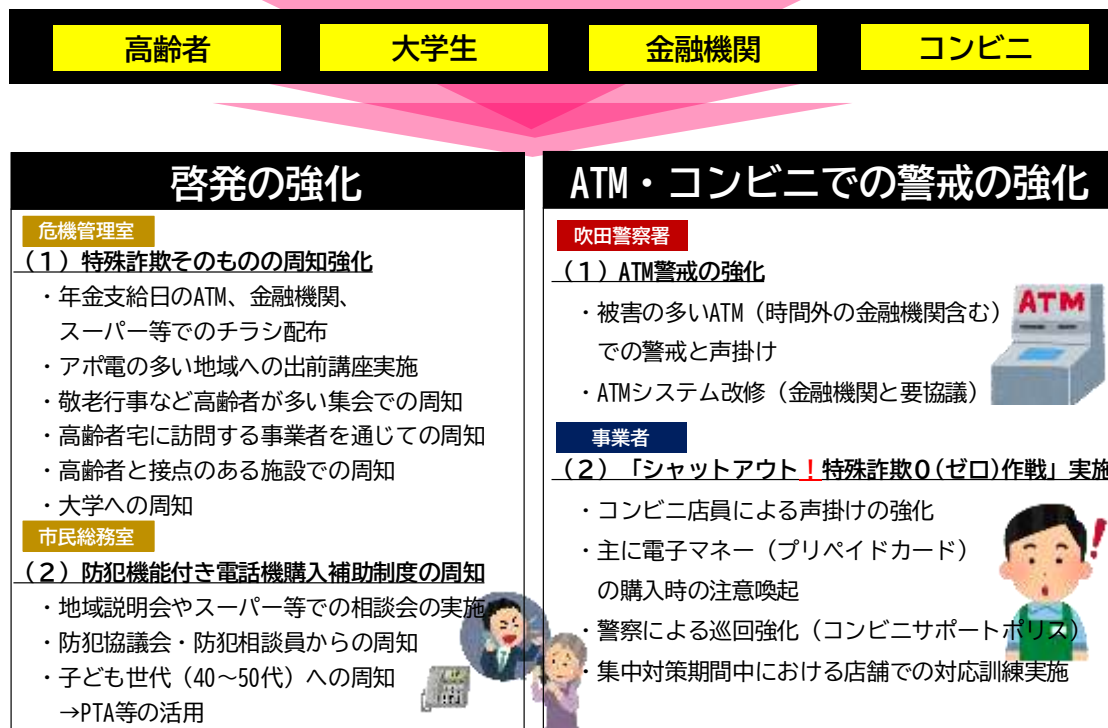 高齢者
大学生
金融機関
コンビニ
啓発の強化
危機管理室
（１）特殊詐欺そのものの周知強化
・年金支給日のATM、金融機関、
スーパー等でのチラシ配布
・アポ電の多い地域への出前講座実施
・敬老行事など高齢者が多い集会での周知
・高齢者宅に訪問する事業者を通じての周知
・高齢者と接点のある施設での周知
・大学への周知
市民総務室
（２）防犯機能付き電話機購入補助制度の周知
・地域説明会やスーパー等での相談会の実施
・防犯協議会・防犯相談員からの周知
・子ども世代（40～50代）への周知
→PTA等の活用
ATM・コンビニでの警戒の強化
吹田警察署
（１）ATM警戒の強化
・被害の多いATM（時間外の金融機関含む）
での警戒と声掛け
・ATMシステム改修（金融機関と要協議）
ATM
事業者
（２）「シャットアウト！特殊詐欺０(ゼロ)作戦」実施
・コンビニ店員による声掛けの強化
・主に電子マネー（プリペイドカード）
の購入時の注意喚起
・警察による巡回強化（コンビニサポートポリス）
・集中対策期間中における店舗での対応訓練実施